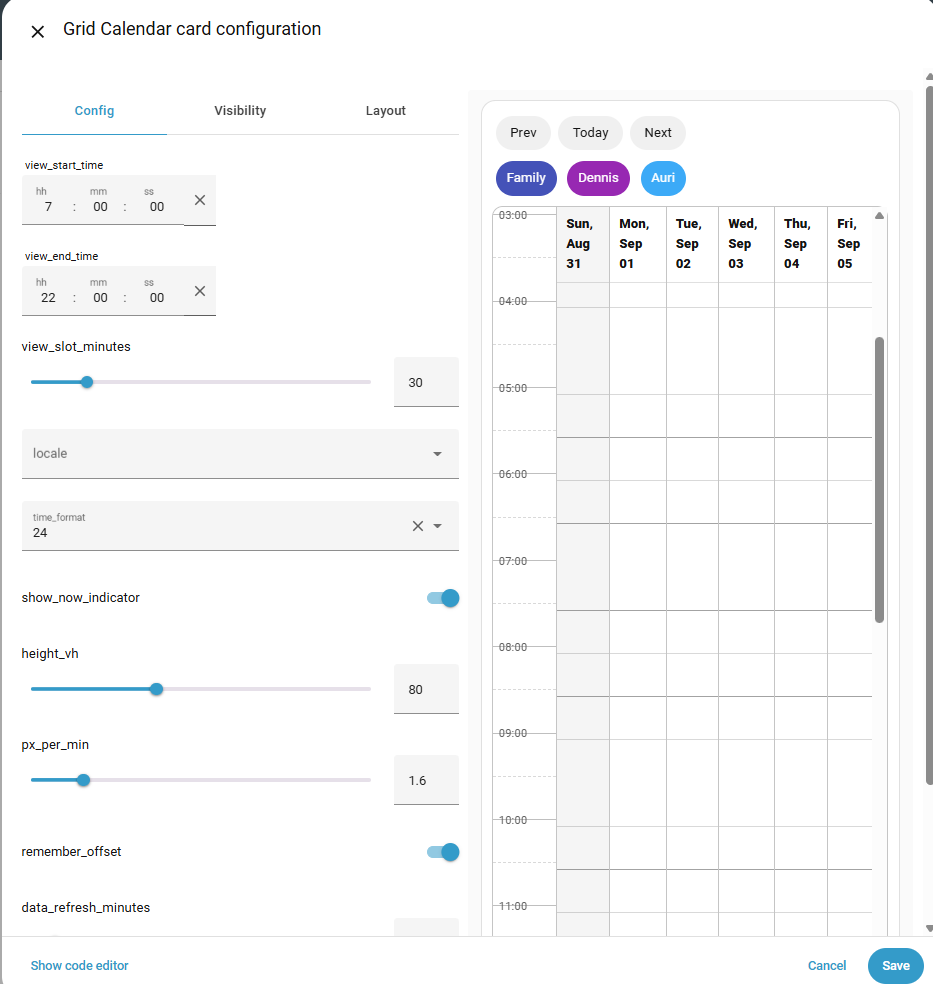 Grid Calendar card configuration
Config Visibility Layout
view_start_time
hh mm ss
7 : 00 : 00
view_end_time
hh mm ss
22 : 00 : 00
view_slot_minutes
30
locale
time_format
24
show_now_indicator
height_vh
80
px_per_min
1.6
remember_offset
data_refresh_minutes
Prev Today Next
Family Dennis Auri
Sun, Aug 31
Mon, Sep 01
Tue, Sep 02
Wed, Sep 03
Thu, Sep 04
Fri, Sep 05
03:00
04:00
05:00
06:00
07:00
08:00
09:00
10:00
11:00
Show code editor Cancel Save